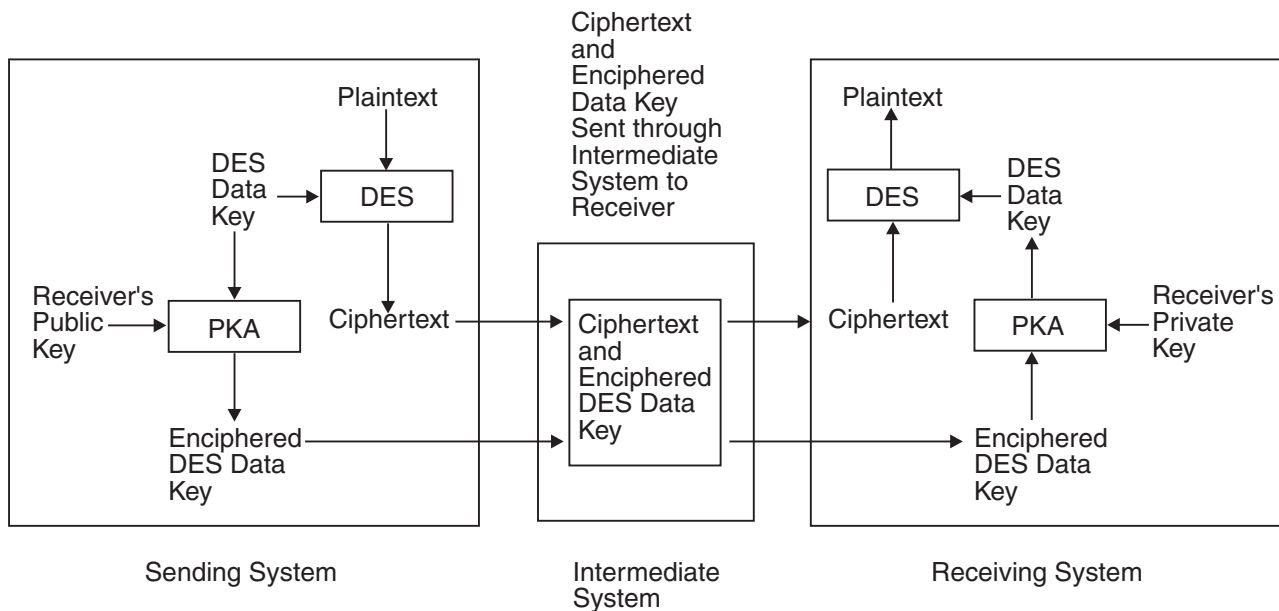 Ciphertext
and
Enciphered
Data Key
Sent through
Intermediate
System to
Receiver
Plaintext
DES
Data
Key
DES
Receiver's
Public
Key
PKA
Ciphertext
Enciphered
DES Data
Key
Sending System
Ciphertext
and
Enciphered
DES Data
Key
Intermediate
System
Plaintext
DES
DES
Data
Key
Ciphertext
PKA
Receiver's
Private
Key
Enciphered
DES Data
Key
Receiving System